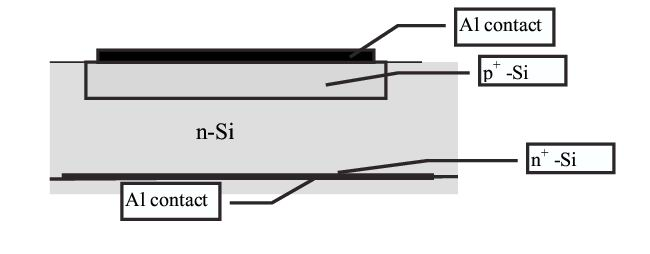 Al contact
p⁺ -Si
n-Si
n⁺ -Si
Al contact